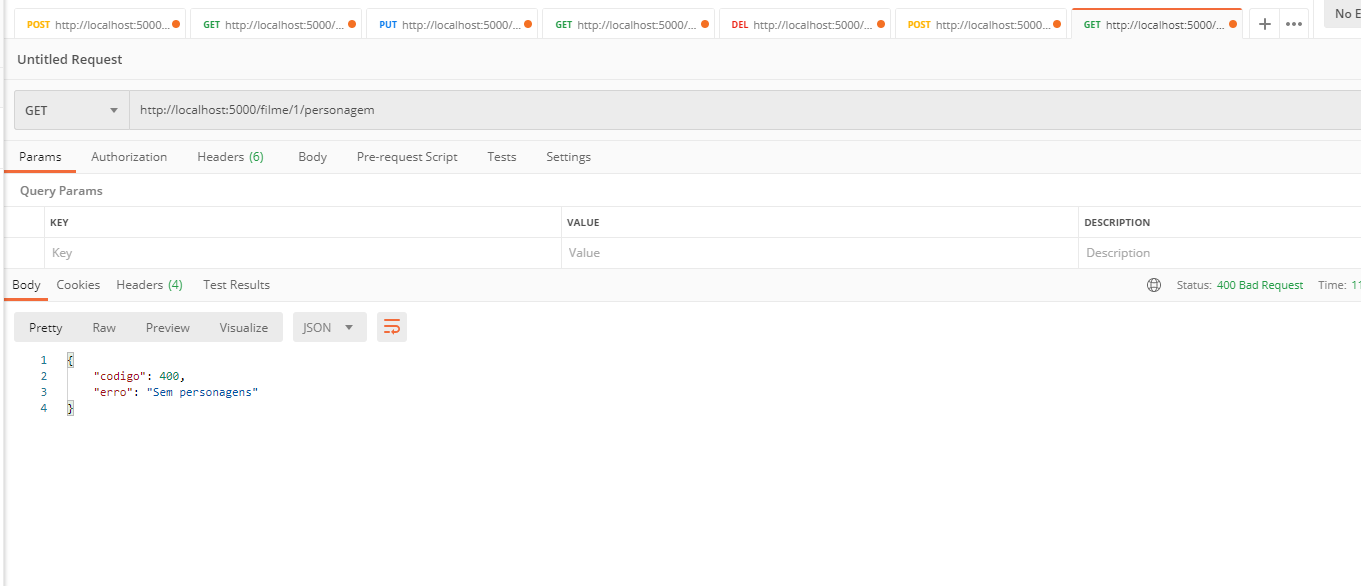 POST http://localhost:5000... GET http://localhost:5000/... PUT http://localhost:5000/... GET http://localhost:5000/... DEL http://localhost:5000/... POST http://localhost:5000... GET http://localhost:5000/... + ••• No E
Untitled Request
GET http://localhost:5000/filme/1/personagem
Params Authorization Headers (6) Body Pre-request Script Tests Settings
Query Params
KEY VALUE DESCRIPTION
Key Value Description
Body Cookies Headers (4) Test Results Status: 400 Bad Request Time: 11
Pretty Raw Preview Visualize JSON
1 {
2 "codigo": 400,
3 "erro": "Sem personagens"
4 }